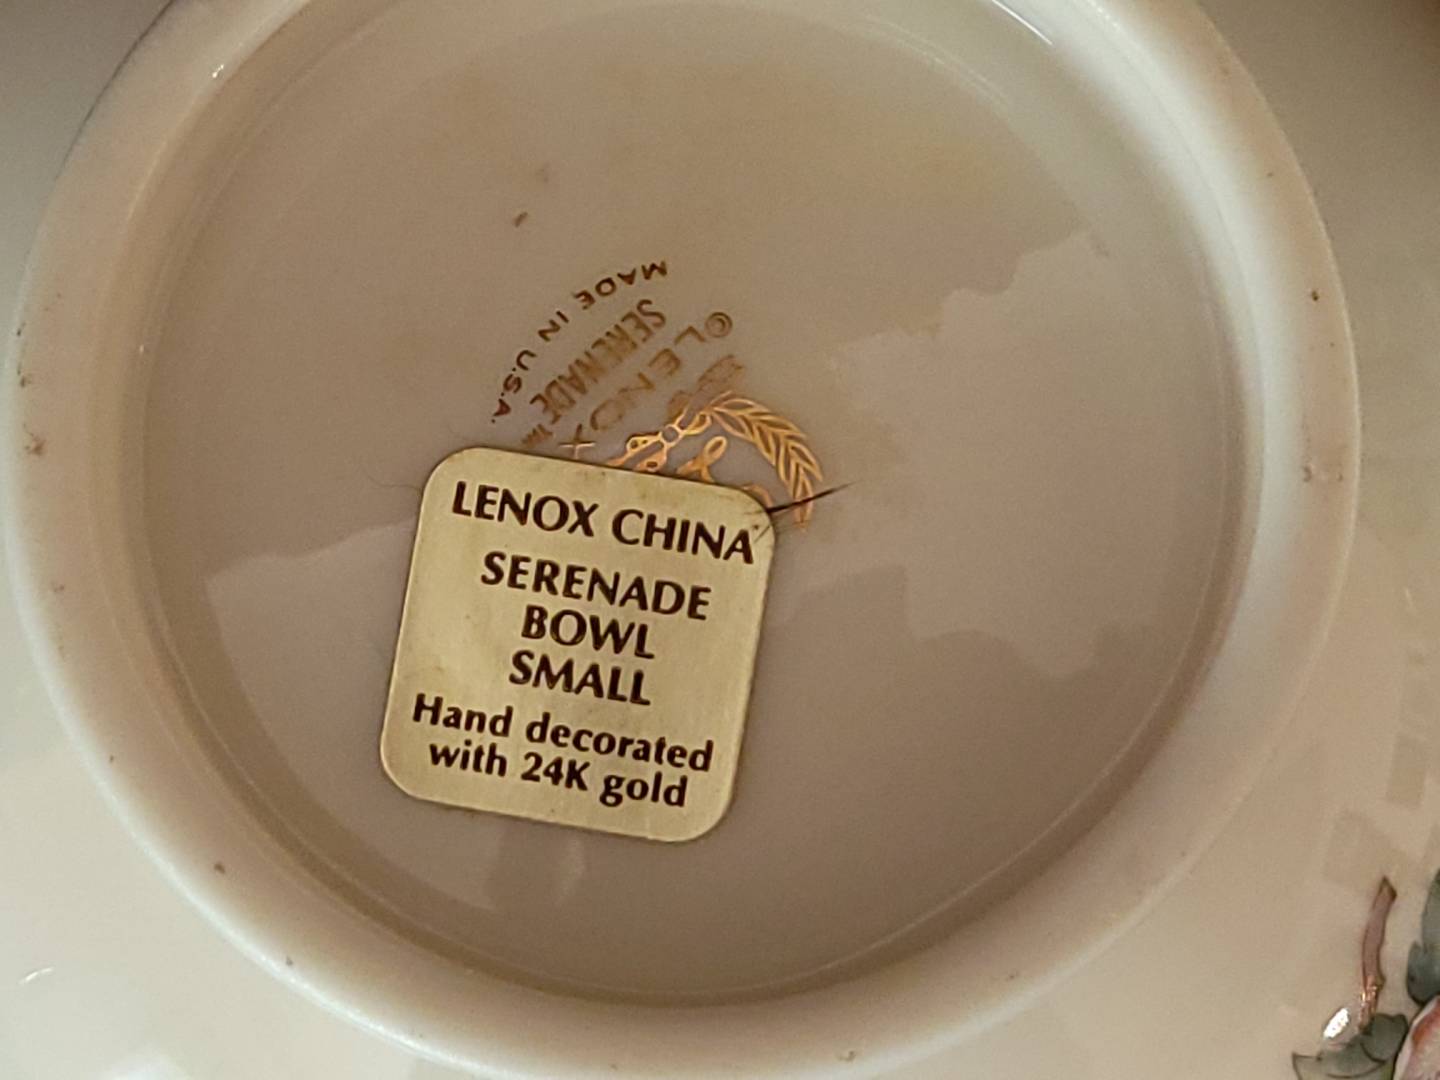 LENOX CHINA
SERENADE
BOWL
SMALL
Hand decorated
with 24K gold
© LENOX
SERENADE™
MADE IN U.S.A.